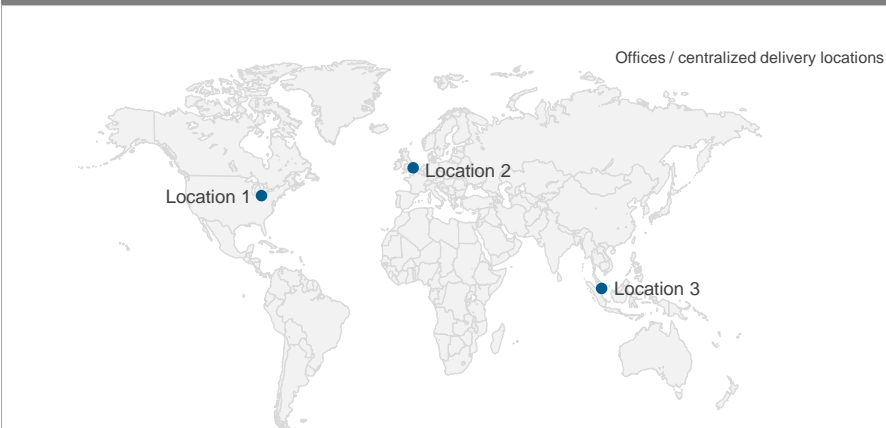 Offices / centralized delivery locations
Location 2
Location 1
Location 3